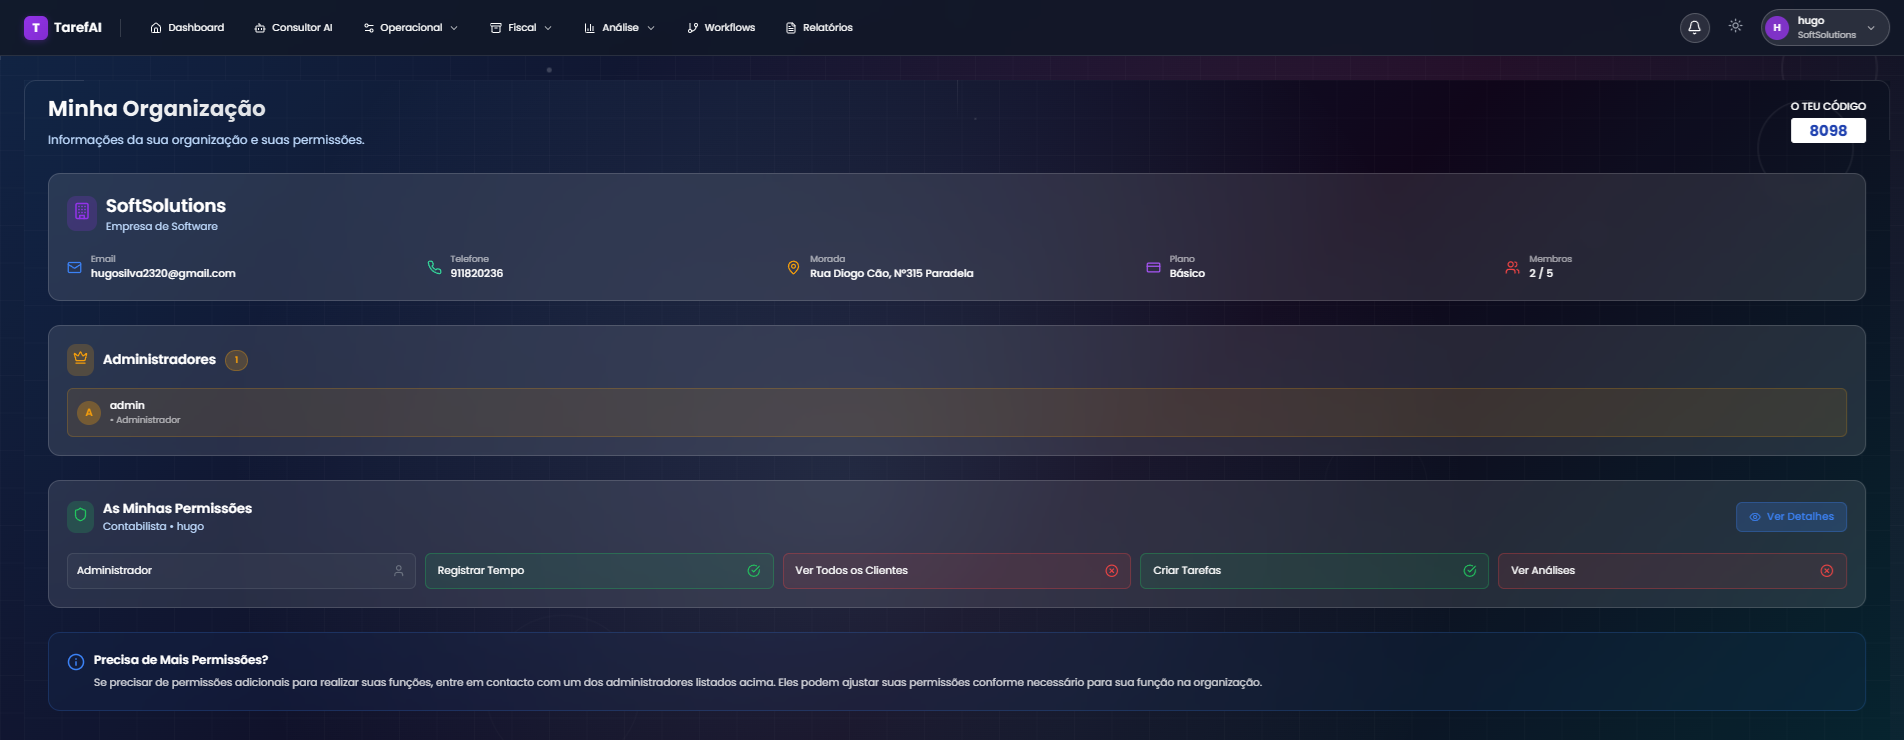 T TarefAI Dashboard Consultor AI Operacional Fiscal Análise Workflows Relatórios H hugo
SoftSolutions
Minha Organização
Informações da sua organização e suas permissões.
O TEU CÓDIGO
8098
SoftSolutions
Empresa de Software
Email
hugosilva2320@gmail.com
Telefone
911820236
Morada
Rua Diogo Cão, Nº315 Paradela
Plano
Básico
Membros
2 / 5
Administradores 1
A admin
• Administrador
As Minhas Permissões
Contabilista • hugo
Ver Detalhes
Administrador
Registrar Tempo
Ver Todos os Clientes
Criar Tarefas
Ver Análises
Precisa de Mais Permissões?
Se precisar de permissões adicionais para realizar suas funções, entre em contacto com um dos administradores listados acima. Eles podem ajustar suas permissões conforme necessário para sua função na organização.